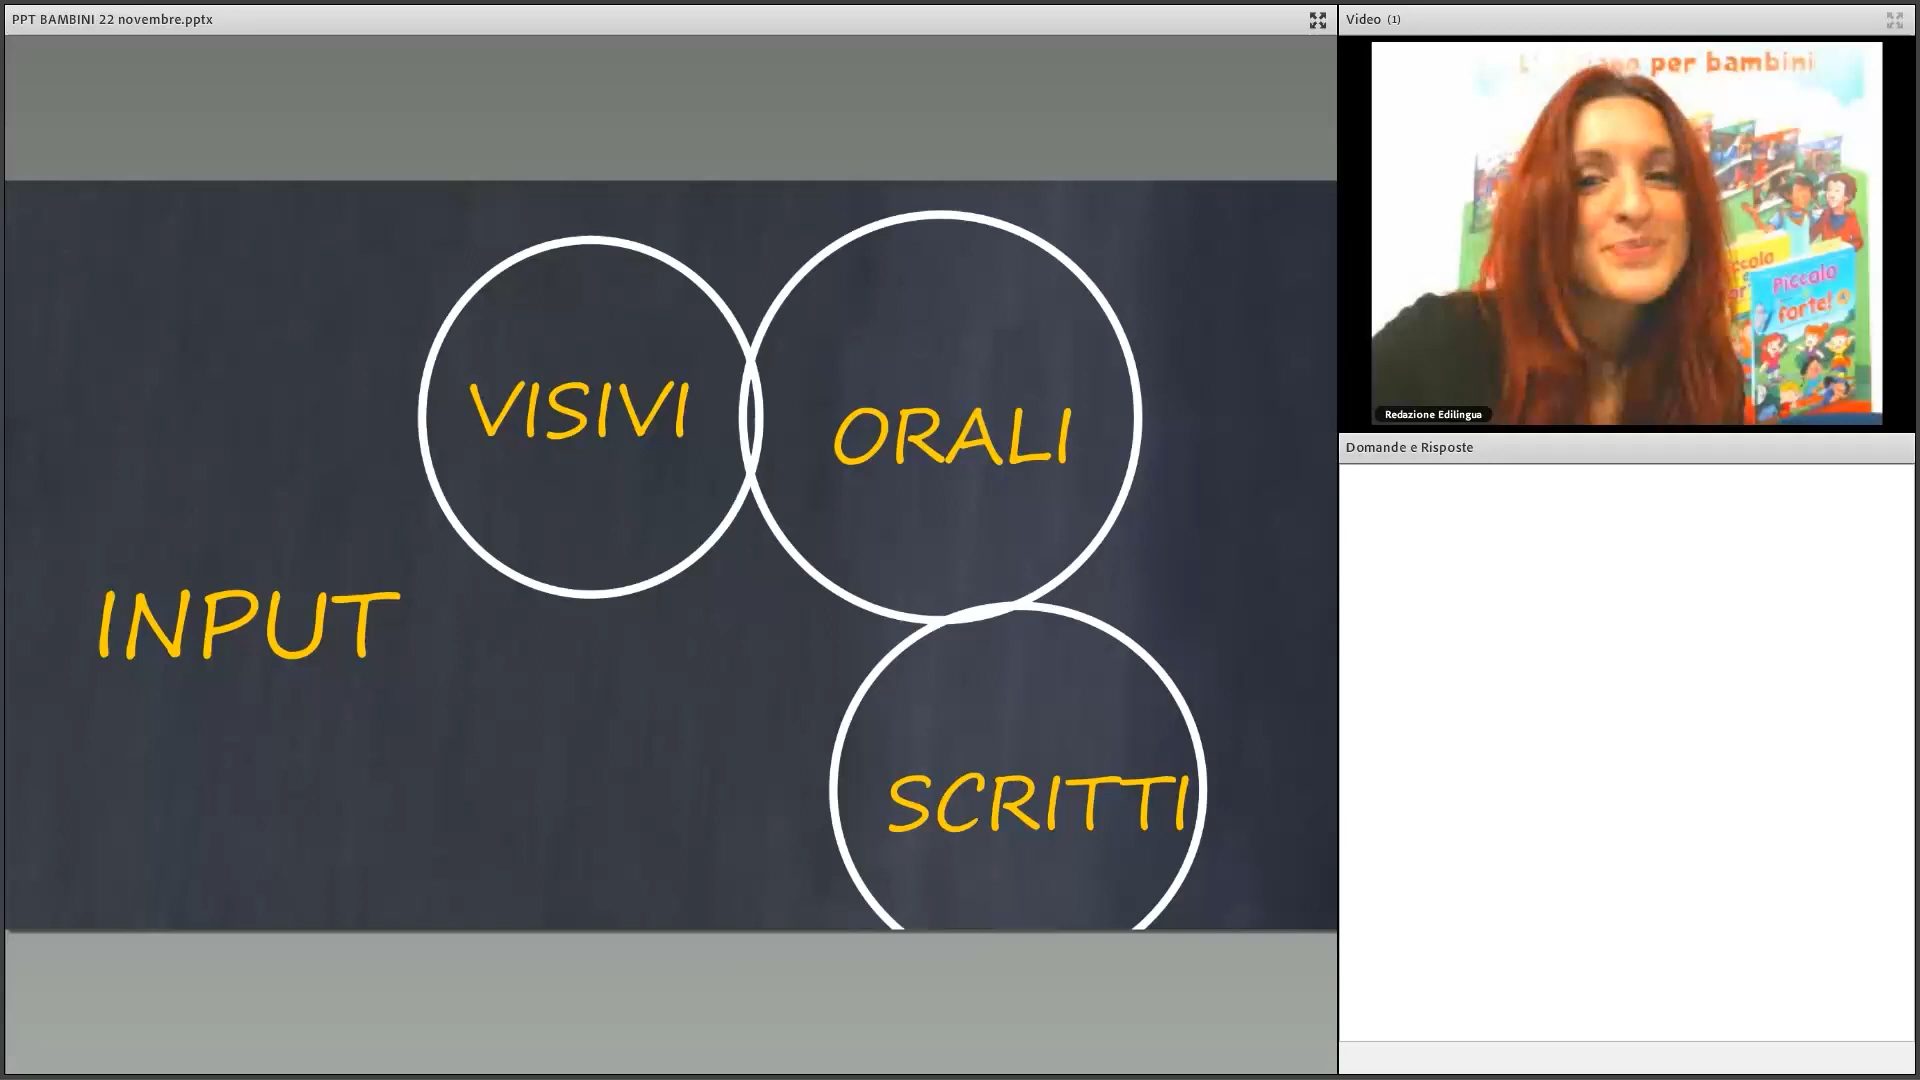 PPT BAMBINI 22 novembre.pptx
VISIVI
ORALI
INPUT
SCRITTI
Video (1)
per bambini
Piccolo
forte!
Redazione Edilingua
Domande e Risposte